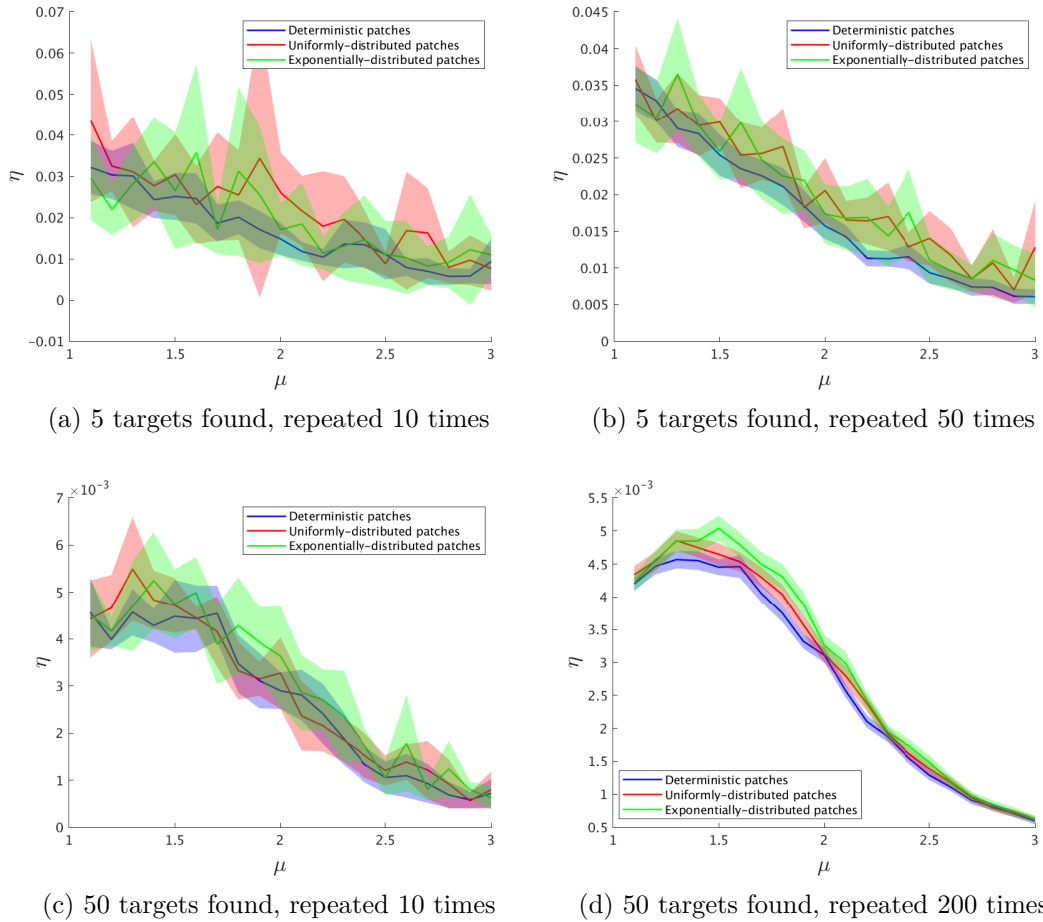 0.07
0.06
0.05
0.04
0.03
0.02
0.01
0
−0.01
η
1
1.5
2
2.5
3
μ
Deterministic patches
Uniformly-distributed patches
Exponentially-distributed patches
(a) 5 targets found, repeated 10 times
0.045
0.04
0.035
0.03
0.025
0.02
0.015
0.01
0.005
0
η
1
1.5
2
2.5
3
μ
Deterministic patches
Uniformly-distributed patches
Exponentially-distributed patches
(b) 5 targets found, repeated 50 times
×10⁻³
7
6
5
4
3
2
1
0
η
1
1.5
2
2.5
3
μ
Deterministic patches
Uniformly-distributed patches
Exponentially-distributed patches
(c) 50 targets found, repeated 10 times
×10⁻³
5.5
5
4.5
4
3.5
3
2.5
2
1.5
1
0.5
η
1
1.5
2
2.5
3
μ
Deterministic patches
Uniformly-distributed patches
Exponentially-distributed patches
(d) 50 targets found, repeated 200 times